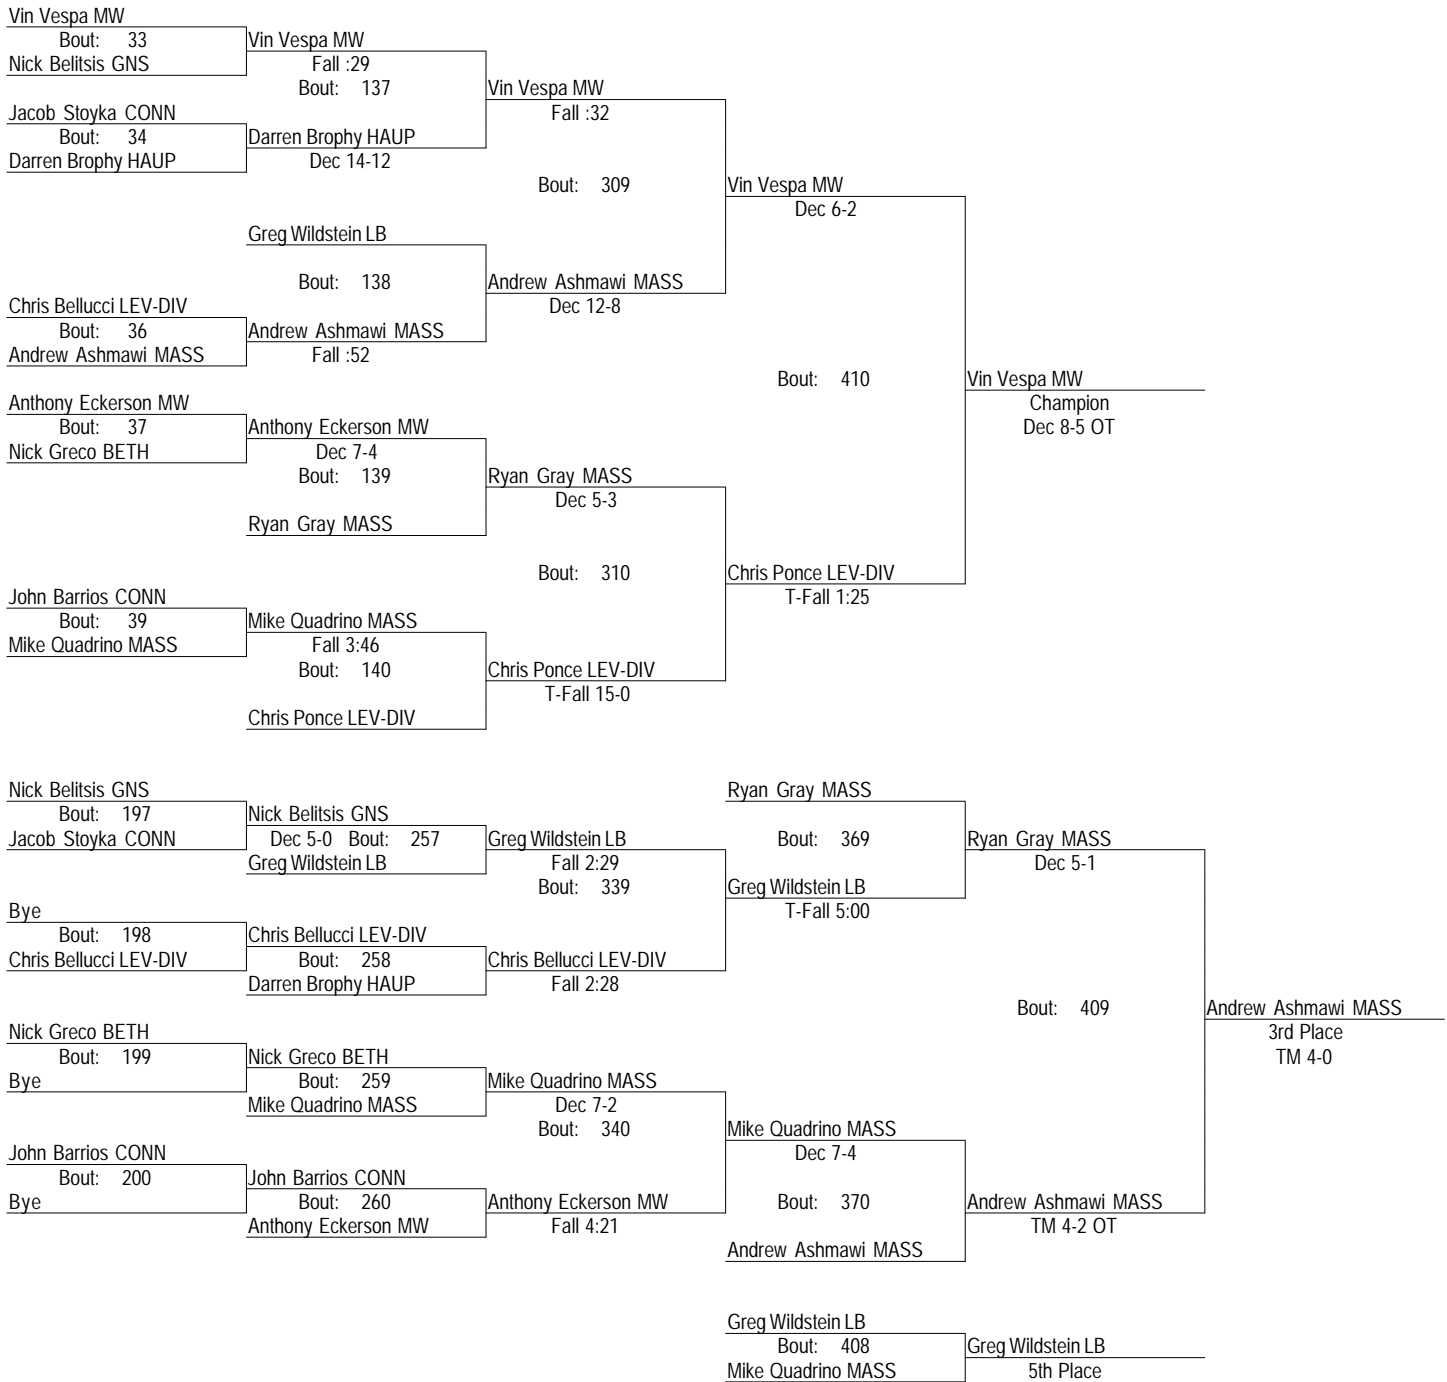 Vin Vespa MW
Bout: 33
Nick Belitsis GNS
Jacob Stoyka CONN
Bout: 34
Darren Brophy HAUP
Chris Bellucci LEV-DIV
Bout: 36
Andrew Ashmawi MASS
Anthony Eckerson MW
Bout: 37
Nick Greco BETH
John Barrios CONN
Bout: 39
Mike Quadrino MASS
Vin Vespa MW
Fall :29
Bout: 137
Darren Brophy HAUP
Dec 14-12
Greg Wildstein LB
Bout: 138
Andrew Ashmawi MASS
Fall :52
Anthony Eckerson MW
Dec 7-4
Bout: 139
Ryan Gray MASS
Mike Quadrino MASS
Fall 3:46
Bout: 140
Chris Ponce LEV-DIV
Vin Vespa MW
Fall :32
Bout: 309
Andrew Ashmawi MASS
Dec 12-8
Ryan Gray MASS
Dec 5-3
Bout: 310
Chris Ponce LEV-DIV
T-Fall 15-0
Vin Vespa MW
Dec 6-2
Bout: 410
Chris Ponce LEV-DIV
T-Fall 1:25
Vin Vespa MW
Champion
Dec 8-5 OT
Nick Belitsis GNS
Bout: 197
Jacob Stoyka CONN
Bye
Bout: 198
Chris Bellucci LEV-DIV
Nick Greco BETH
Bout: 199
Bye
John Barrios CONN
Bout: 200
Bye
Nick Belitsis GNS
Dec 5-0 Bout: 257
Greg Wildstein LB
Chris Bellucci LEV-DIV
Bout: 258
Darren Brophy HAUP
Nick Greco BETH
Bout: 259
Mike Quadrino MASS
John Barrios CONN
Bout: 260
Anthony Eckerson MW
Greg Wildstein LB
Fall 2:29
Bout: 339
Chris Bellucci LEV-DIV
Fall 2:28
Mike Quadrino MASS
Dec 7-2
Bout: 340
Anthony Eckerson MW
Fall 4:21
Ryan Gray MASS
Bout: 369
Greg Wildstein LB
T-Fall 5:00
Mike Quadrino MASS
Dec 7-4
Bout: 370
Andrew Ashmawi MASS
Ryan Gray MASS
Dec 5-1
Bout: 409
Andrew Ashmawi MASS
TM 4-2 OT
Andrew Ashmawi MASS
3rd Place
TM 4-0
Greg Wildstein LB
Bout: 408
Mike Quadrino MASS
Greg Wildstein LB
5th Place